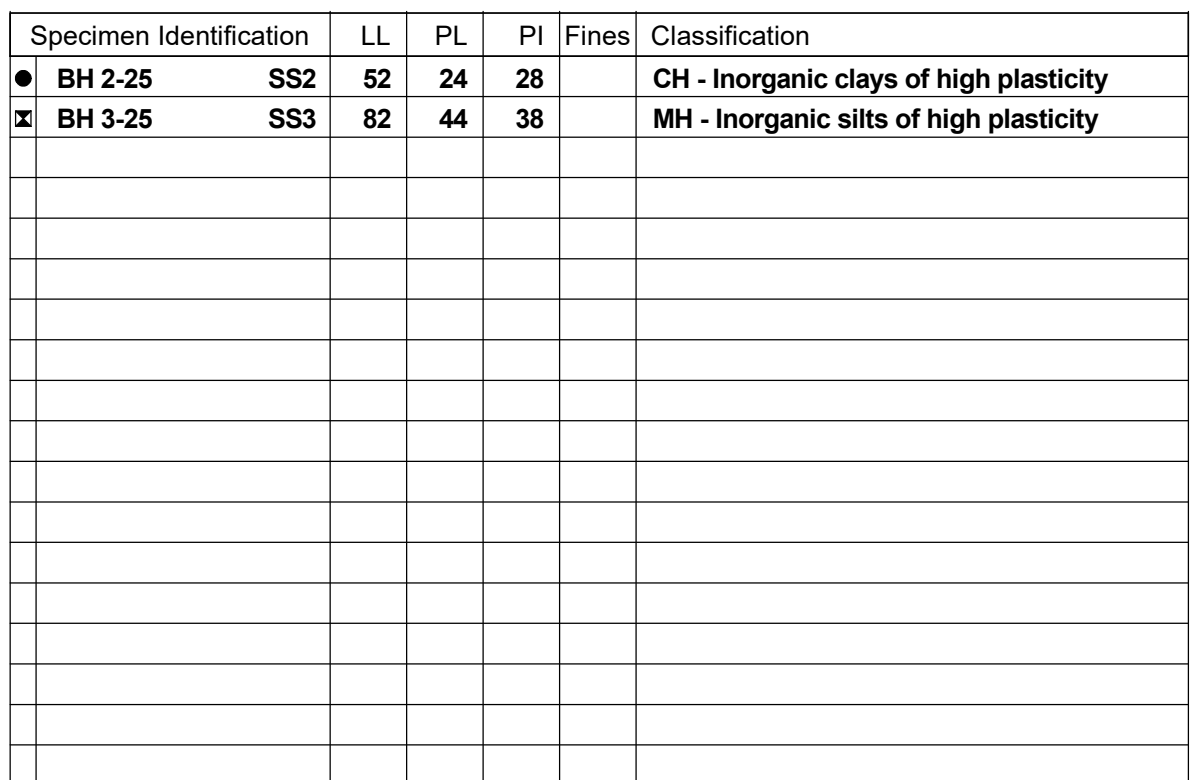 Specimen Identification LL PL PI Fines Classification
BH 2-25 SS2 52 24 28 CH - Inorganic clays of high plasticity
BH 3-25 SS3 82 44 38 MH - Inorganic silts of high plasticity